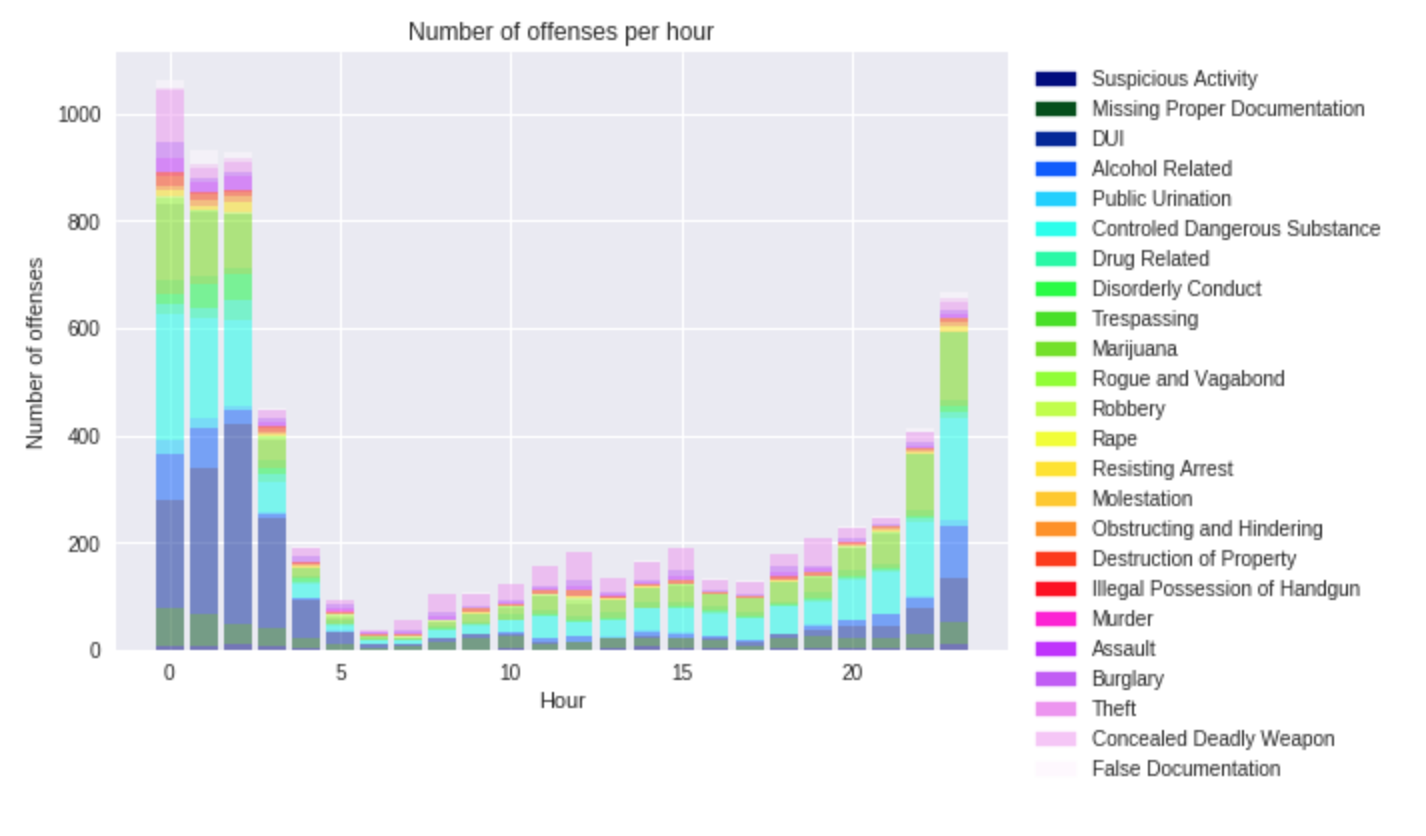 Number of offenses per hour
1000
800
600
400
200
0
Number of offenses
0 5 10 15 20
Hour
Suspicious Activity
Missing Proper Documentation
DUI
Alcohol Related
Public Urination
Controled Dangerous Substance
Drug Related
Disorderly Conduct
Trespassing
Marijuana
Rogue and Vagabond
Robbery
Rape
Resisting Arrest
Molestation
Obstructing and Hindering
Destruction of Property
Illegal Possession of Handgun
Murder
Assault
Burglary
Theft
Concealed Deadly Weapon
False Documentation